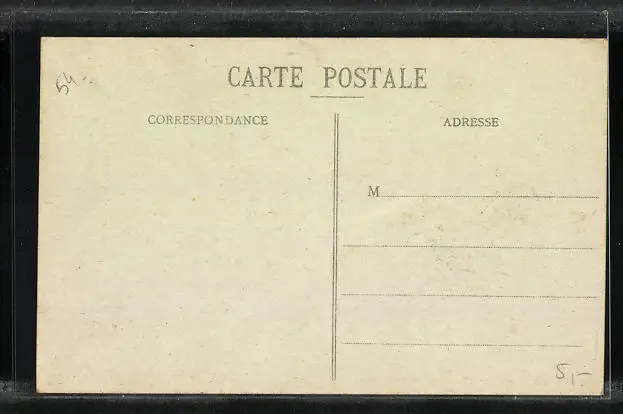 54-
CARTE POSTALE
CORRESPONDANCE
ADRESSE
M
5,-